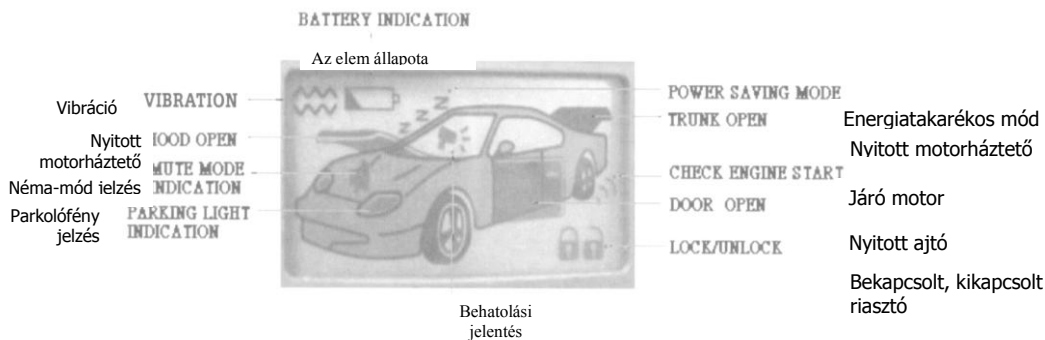 BATTERY INDICATION
Az elem állapota
Vibráció
VIBRATION
Nyitott
motorháztető
OOD OPEN
Néma-mód jelzés
MUTE MODE
INDICATION
Parkolófény
jelzés
PARKING LIGHT
INDICATION
z z Z
POWER SAVING MODE
TRUNK OPEN
Energiatakarékos mód
Nyitott motorháztető
CHECK ENGINE START
DOOR OPEN
Járó motor
LOCK/UNLOCK
Nyitott ajtó
Bekapcsolt, kikapcsolt
riasztó
Behatolási
jelentés